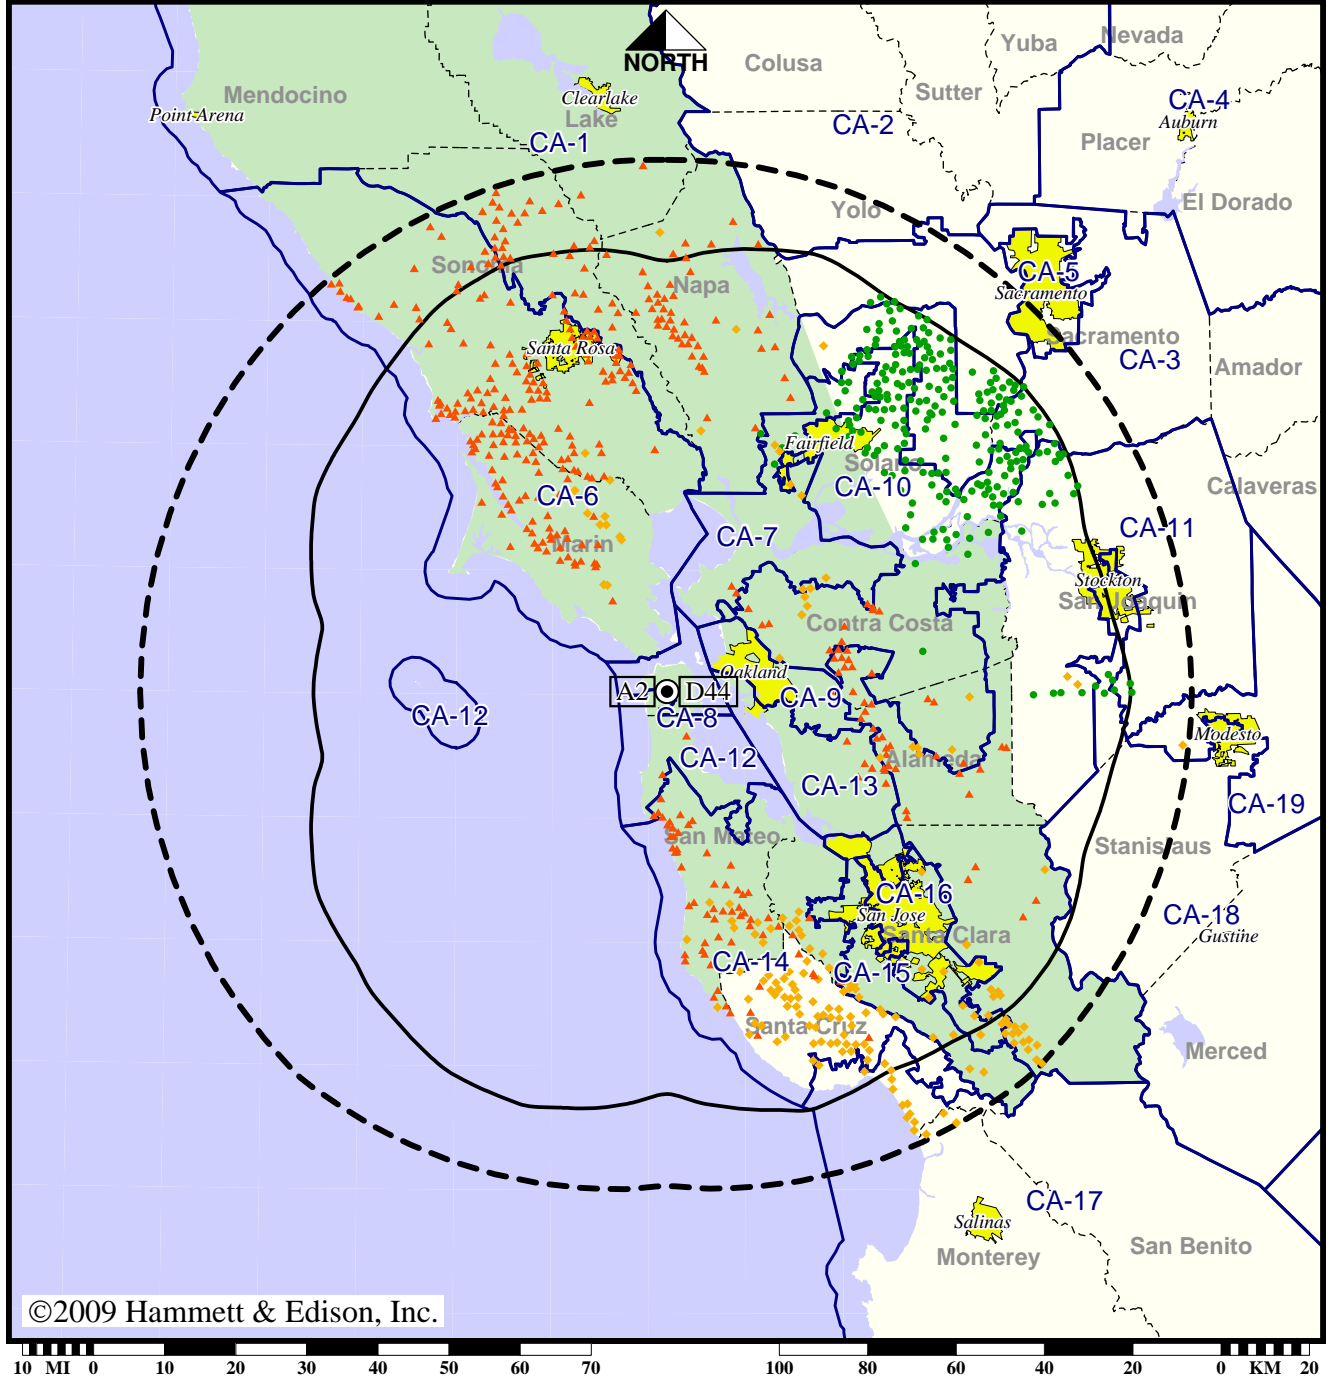 Nevada
Yuba
NORTH
Colusa
Sutter
Mendocino
Clearlake
CA-4
Point Arena
Lake
Auburn
CA-2
CA-1
Placer
Yolo
El Dorado
Sonoma
CA-5
Napa
Sacramento
Sacramento
Santa Rosa
CA-3
Amador
Fairfield
Solano
CA-10
Calaveras
CA-6
CA-11
CA-7
Marin
Stockton
San Joaquin
Contra Costa
Oakland
A2
D44
CA-9
CA-12
CA-8
Modesto
CA-12
Alameda
CA-13
CA-19
San Mateo
Stanislaus
CA-16
San Jose
CA-18
Santa Clara
Gustine
CA-14
CA-15
Santa Cruz
Merced
CA-17
Salinas
Monterey
San Benito
©2009 Hammett & Edison, Inc.
10 MI 0 10 20 30 40 50 60 70 100 80 60 40 20 0 KM 20